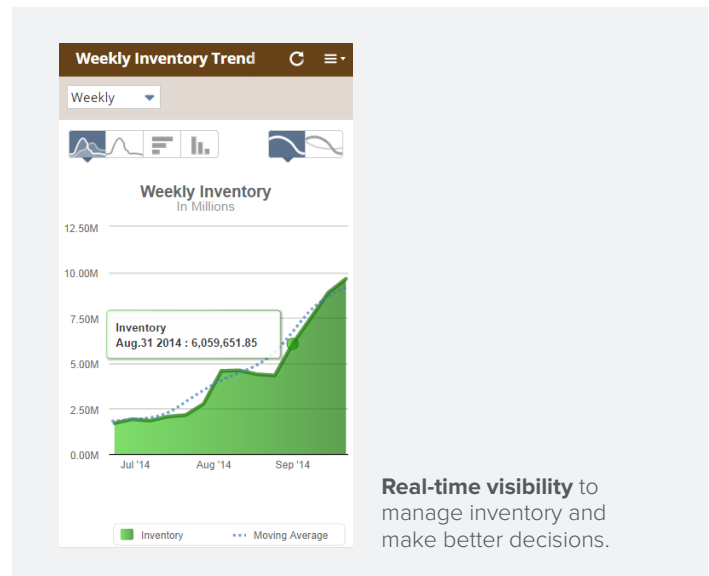 Weekly Inventory Trend
Weekly
Weekly Inventory
In Millions
12.50M
10.00M
7.50M
Inventory
Aug.31 2014 : 6,059,651.85
5.00M
2.50M
0.00M
Jul '14 Aug '14 Sep '14
Inventory Moving Average
Real-time visibility to
manage inventory and
make better decisions.